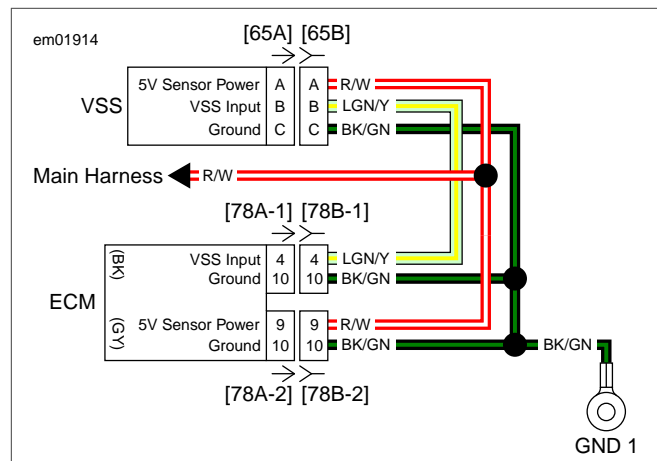 em01914
[65A] [65B]
VSS
5V Sensor Power A A R/W
VSS Input B B LGN/Y
Ground C C BK/GN
Main Harness R/W
[78A-1] [78B-1]
ECM
(BK)
VSS Input 4 4 LGN/Y
Ground 10 10 BK/GN
(GY)
5V Sensor Power 9 9 R/W
Ground 10 10 BK/GN BK/GN
[78A-2] [78B-2]
GND 1